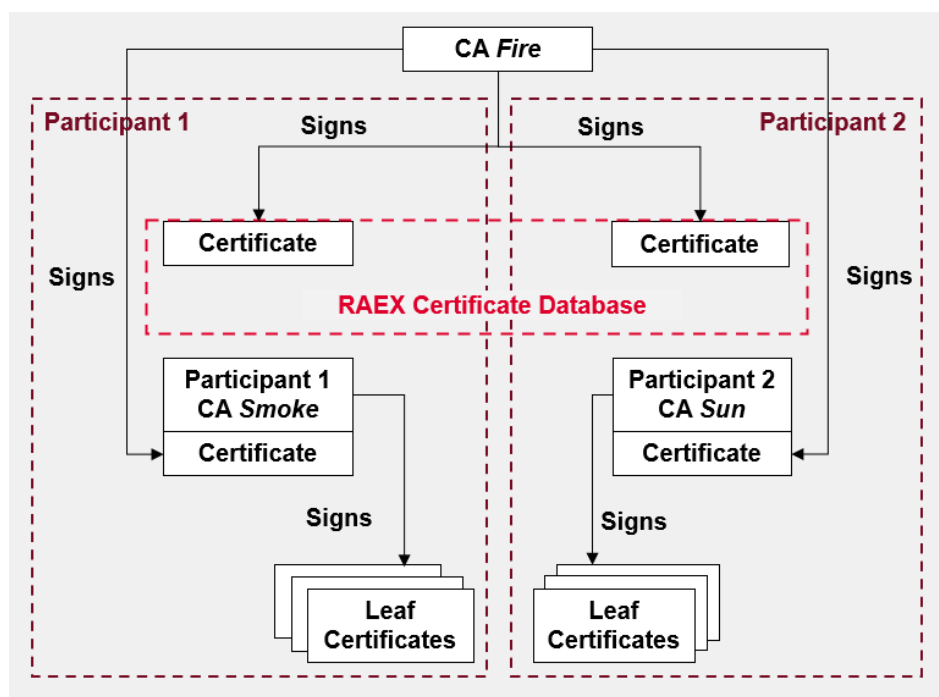 CA Fire
Participant 1
Signs
Signs
Participant 2
Certificate
Certificate
Signs
Signs
RAEX Certificate Database
Participant 1
CA Smoke
Certificate
Participant 2
CA Sun
Certificate
Signs
Signs
Leaf
Certificates
Leaf
Certificates